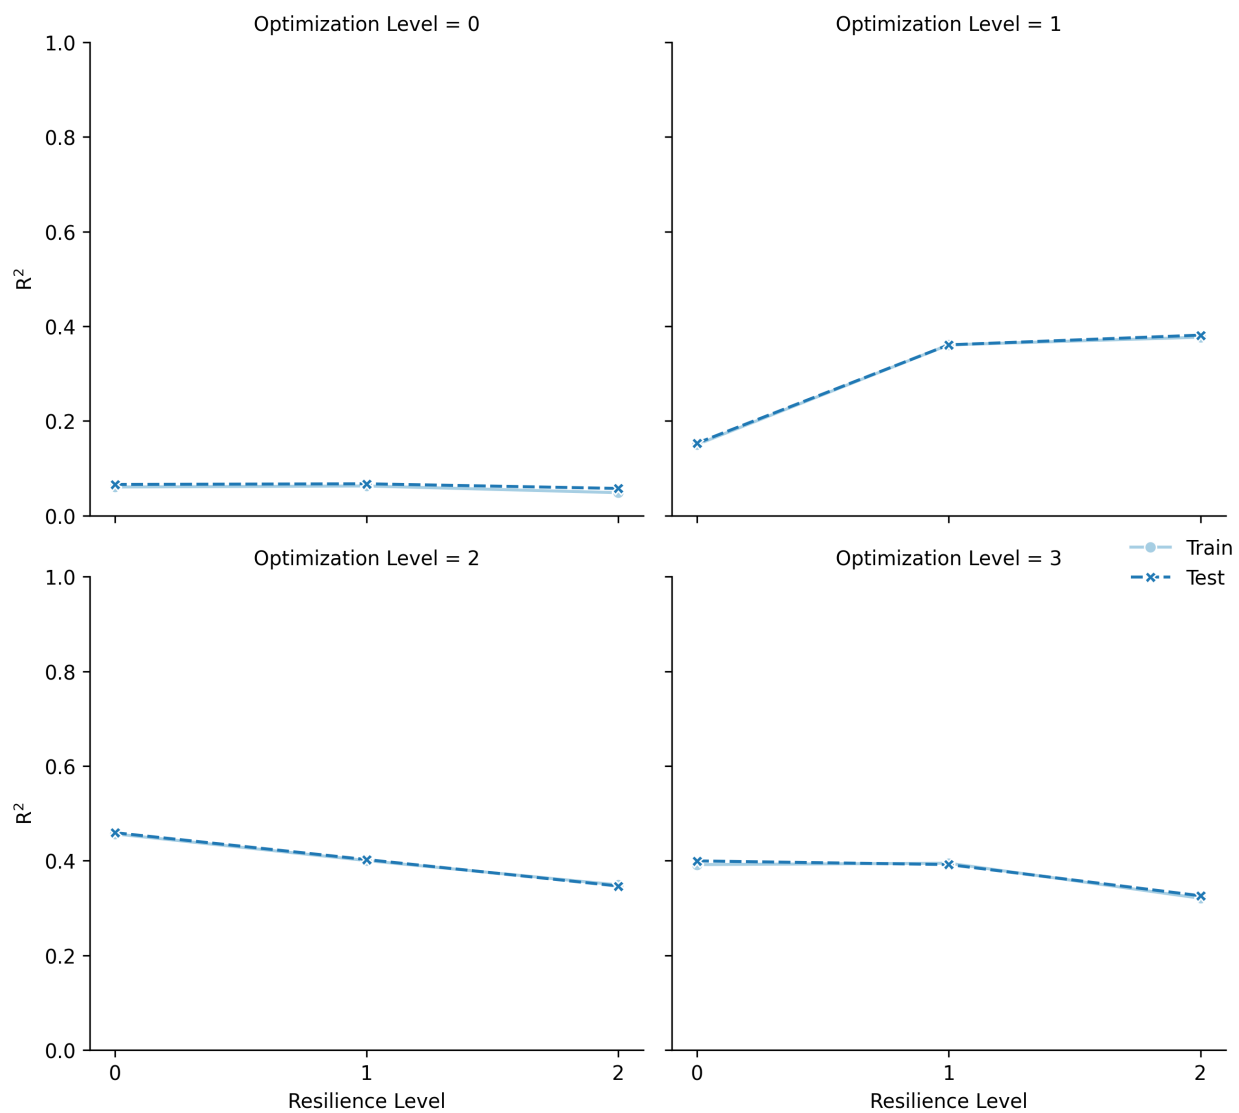 Optimization Level = 0
1.0
0.8
0.6
0.4
0.2
0.0
R²
Optimization Level = 1
Train
Test
Optimization Level = 2
1.0
0.8
0.6
0.4
0.2
0.0
R²
0 1 2
Resilience Level
Optimization Level = 3
0 1 2
Resilience Level